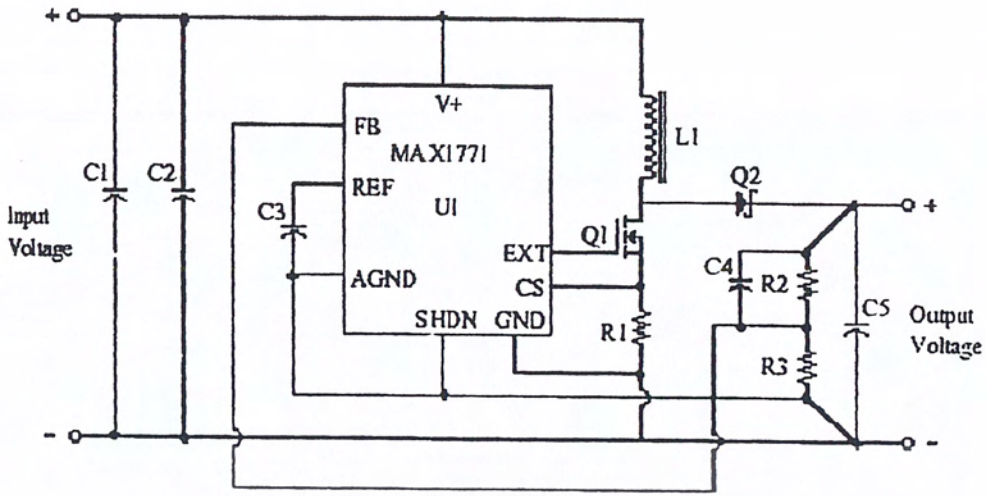 +
V+
FB
MAX1771
L1
C1
C2
REF
Q2
+
Input
Voltage
C3
U1
Q1
EXT
C4
AGND
CS
R2
C5
SHDN GND
R1
Output
Voltage
R3
-
-